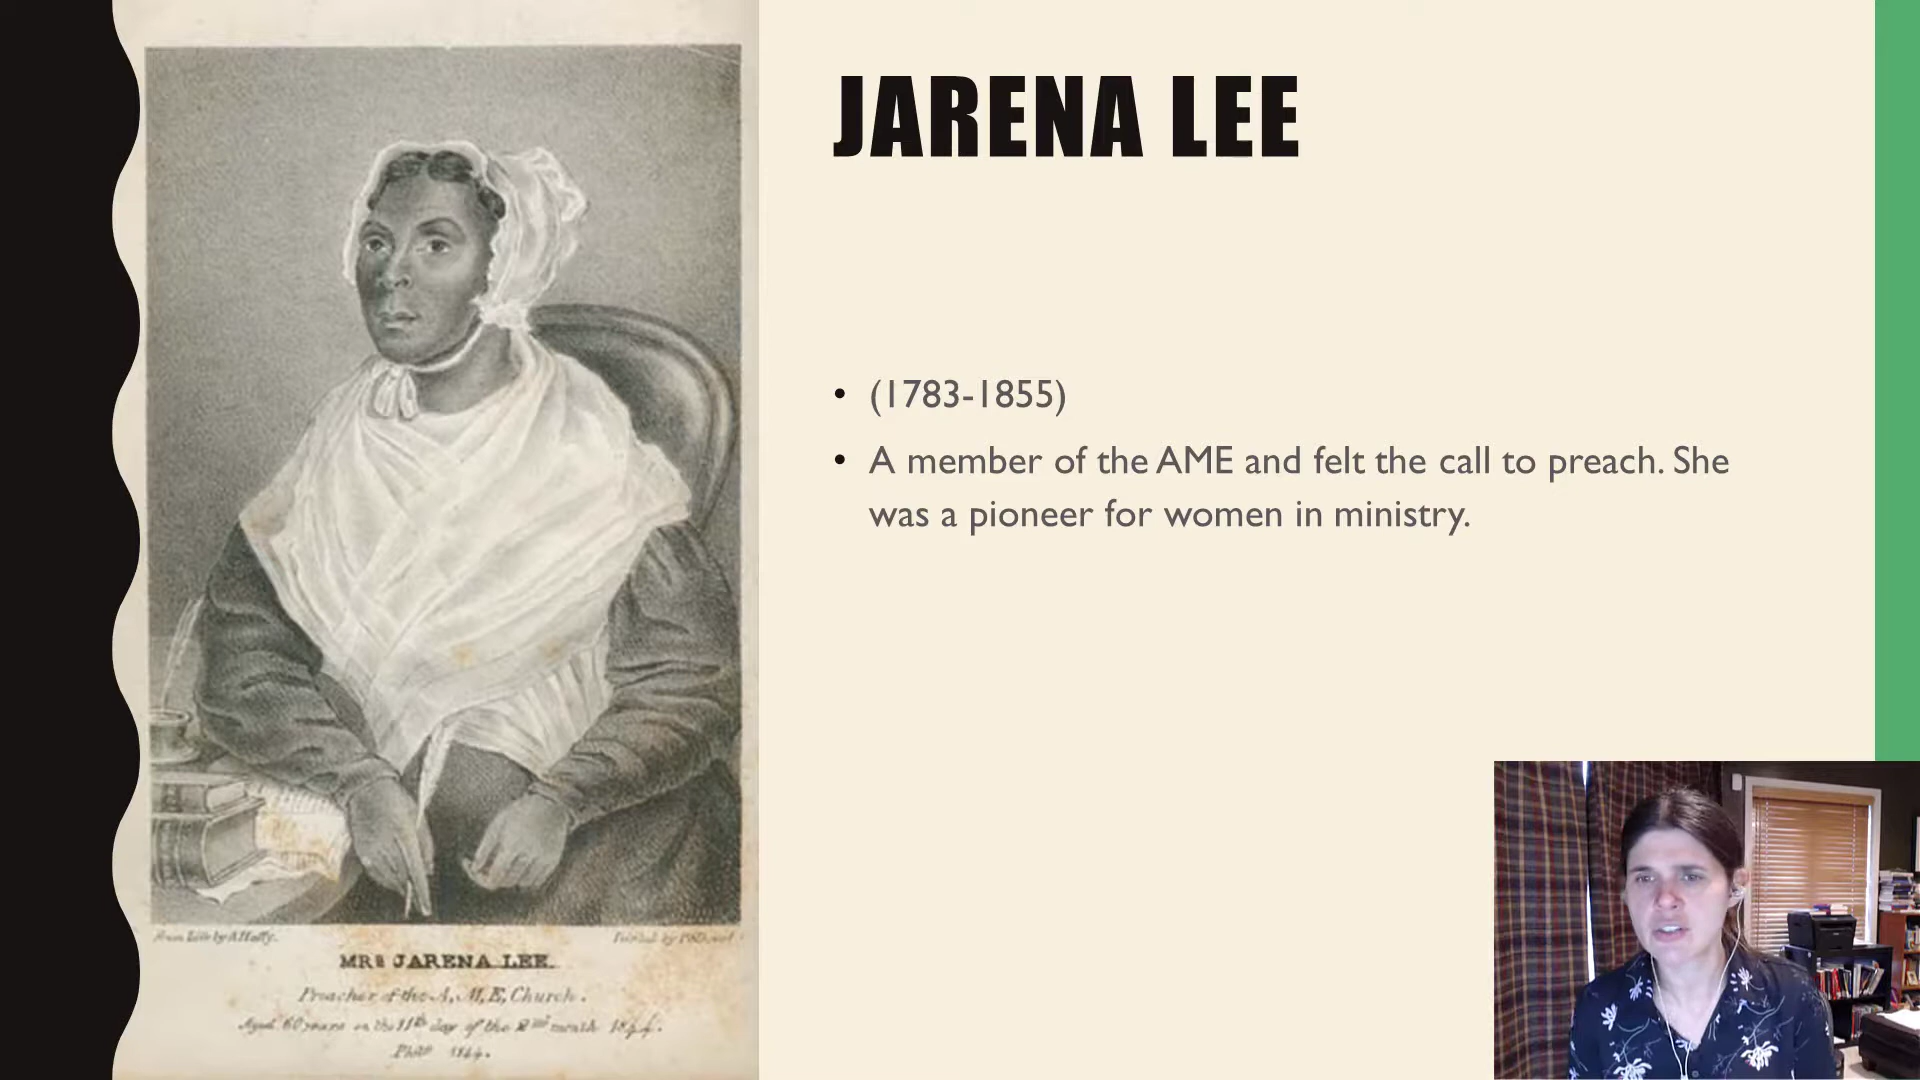 JARENA LEE
• (1783-1855)
• A member of the AME and felt the call to preach. She
was a pioneer for women in ministry.
MRS JARENA LEE.
Preacher of the A. M. E. Church.
Aged 60 years on the 11th day of the 2nd month 1844.
Philª 1844.